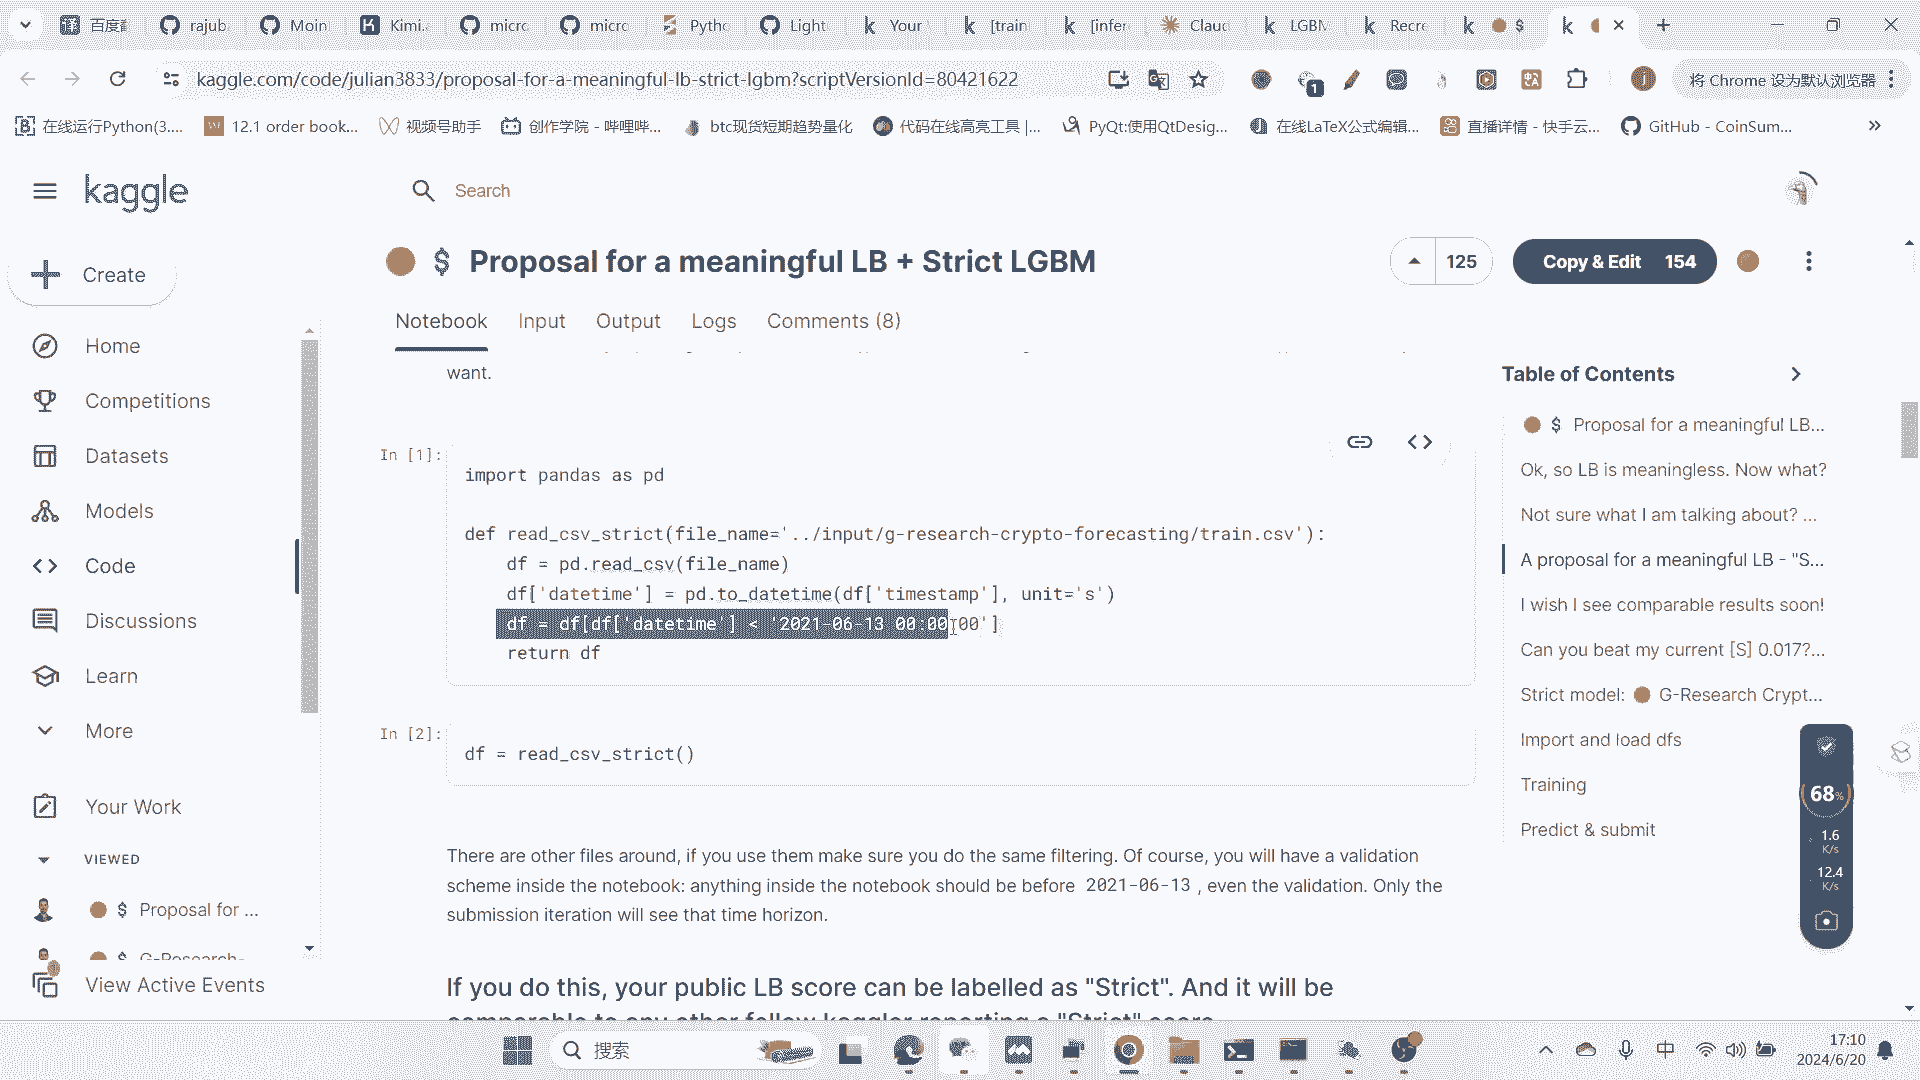 百度翻
rajub
Moin
Kimi.
micro
micro
Pytho
Light
Your
[train
[infer
Claud
LGBM
Recre
$
kaggle.com/code/julian3833/proposal-for-a-meaningful-lb-strict-lgbm?scriptVersionId=80421622
1
将 Chrome 设为默认浏览器
在线运行Python(3....
12.1 order book...
视频号助手
创作学院 - 哔哩哔...
btc现货短期趋势量化
代码在线高亮工具 |...
PyQt:使用QtDesig...
在线LaTeX公式编辑...
直播详情 - 快手云...
GitHub - CoinSum...
kaggle
Search
Create
$ Proposal for a meaningful LB + Strict LGBM
125
Copy & Edit 154
Notebook
Input
Output
Logs
Comments (8)
Home
Competitions
Datasets
Models
Code
Discussions
Learn
More
Your Work
VIEWED
$ Proposal for ...
$ G-Research-
View Active Events
want.
In [1]:
import pandas as pd
def read_csv_strict(file_name='../input/g-research-crypto-forecasting/train.csv'):
df = pd.read_csv(file_name)
df['datetime'] = pd.to_datetime(df['timestamp'], unit='s')
df = df[df['datetime'] < '2021-06-13 00:00:00']
return df
In [2]:
df = read_csv_strict()
There are other files around, if you use them make sure you do the same filtering. Of course, you will have a validation
scheme inside the notebook: anything inside the notebook should be before 2021-06-13 , even the validation. Only the
submission iteration will see that time horizon.
If you do this, your public LB score can be labelled as "Strict". And it will be
comparable to any other fellow kaggler reporting a "Strict" score
Table of Contents
$ Proposal for a meaningful LB...
Ok, so LB is meaningless. Now what?
Not sure what I am talking about? ...
A proposal for a meaningful LB - "S...
I wish I see comparable results soon!
Can you beat my current [S] 0.017?...
Strict model: G-Research Crypt...
Import and load dfs
Training
Predict & submit
68%
1.6
K/s
12.4
K/s
搜索
中
17:10
2024/6/20